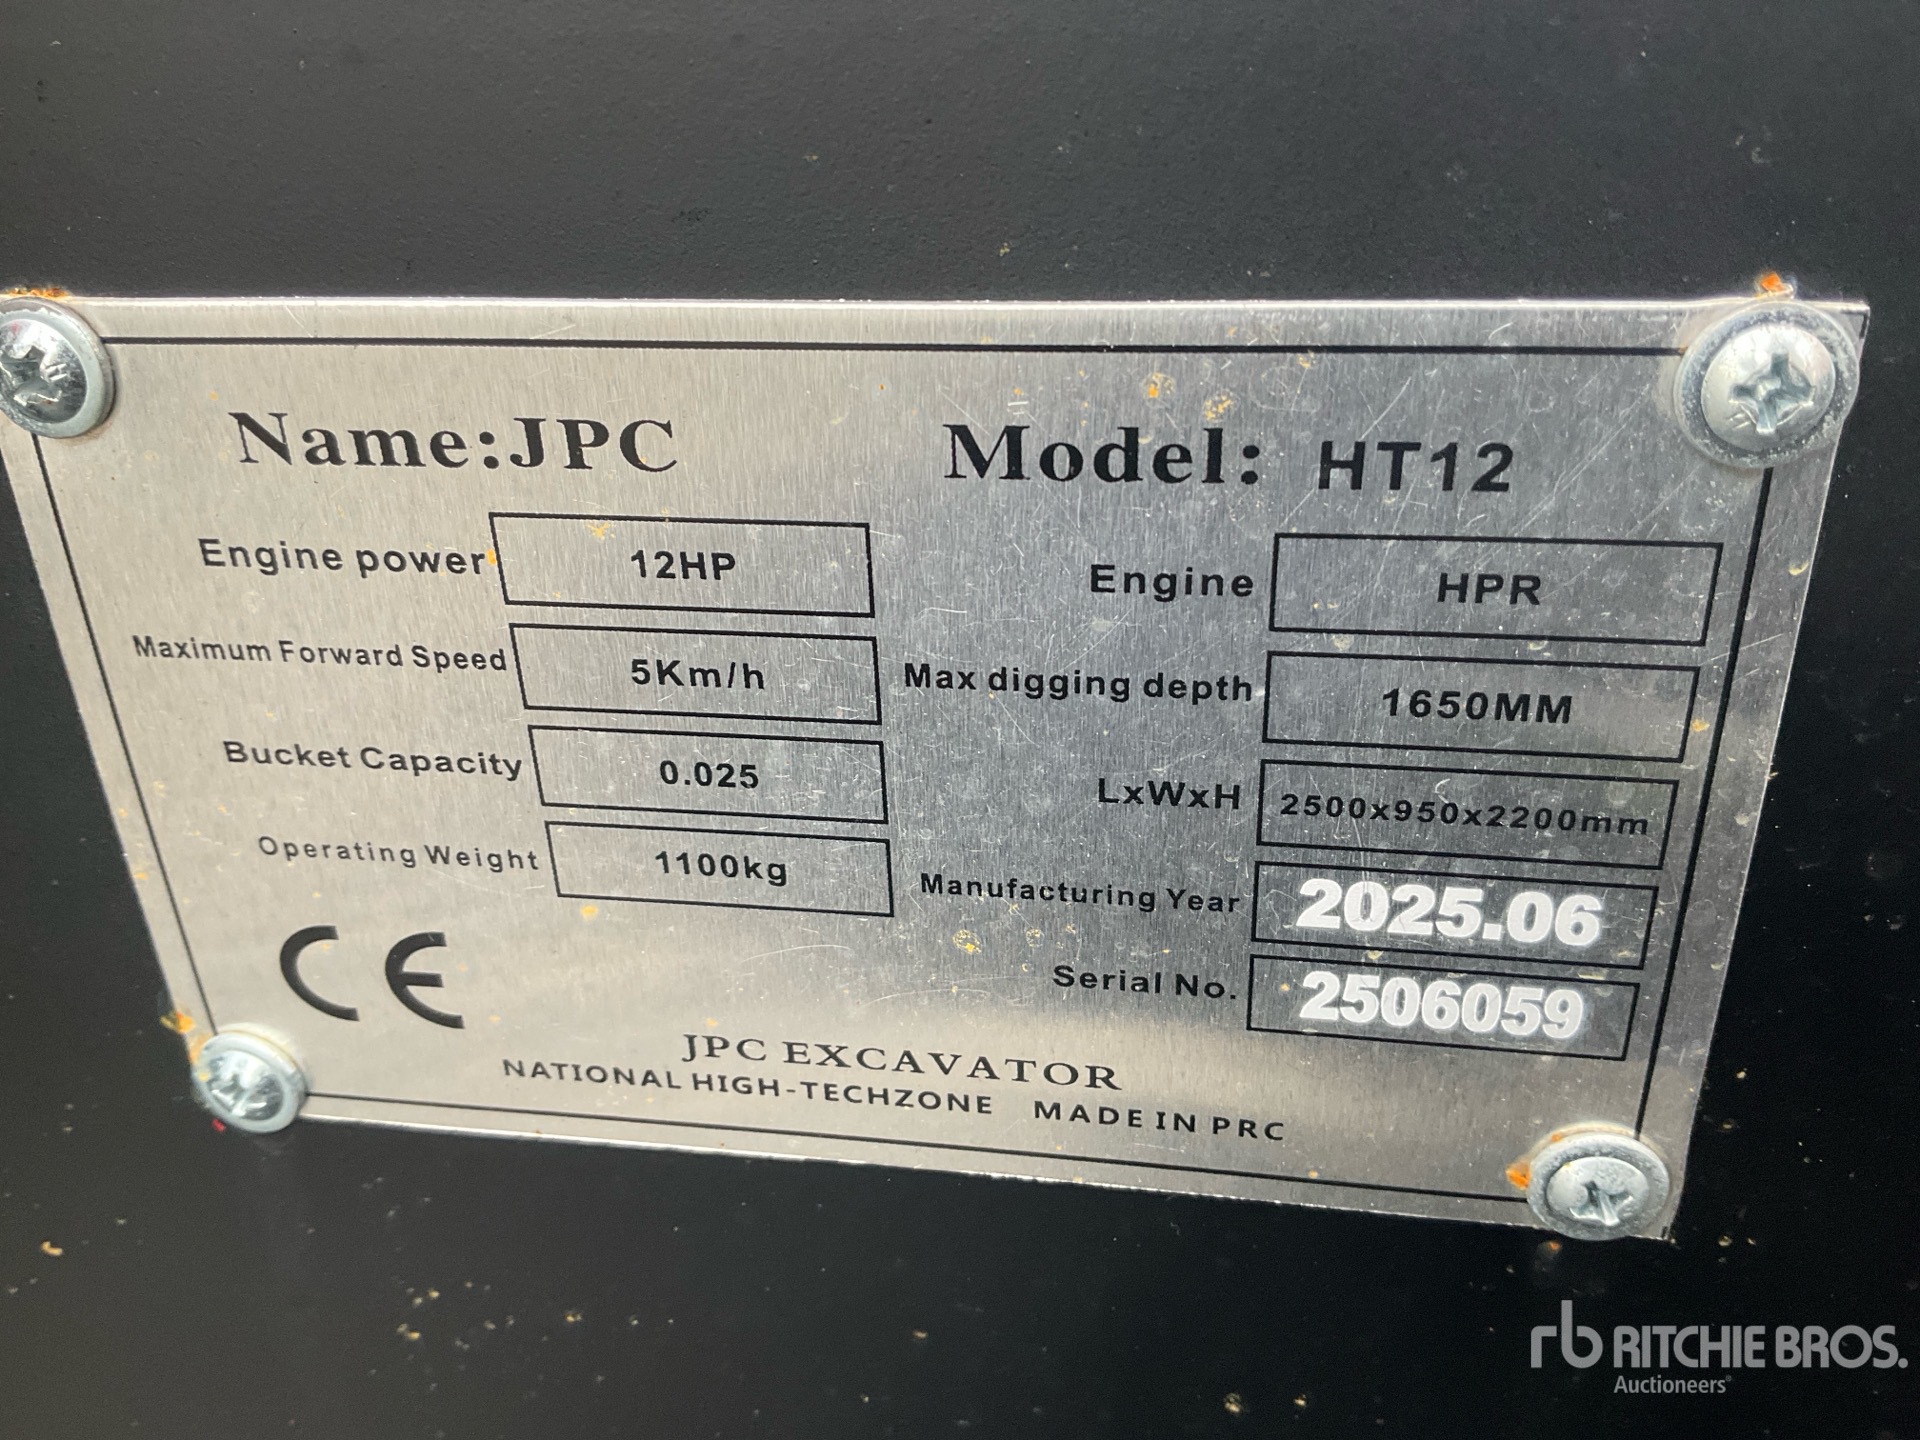 Name:JPC Model: HT12
Engine power 12HP Engine HPR
Maximum Forward Speed 5Km/h Max digging depth 1650MM
Bucket Capacity 0.025 LxWxH 2500x950x2200mm
Operating Weight 1100kg Manufacturing Year 2025.06
CE Serial No. 2506059
JPC EXCAVATOR
NATIONAL HIGH-TECHZONE MADE IN PRC
rb RITCHIE BROS.
Auctioneers